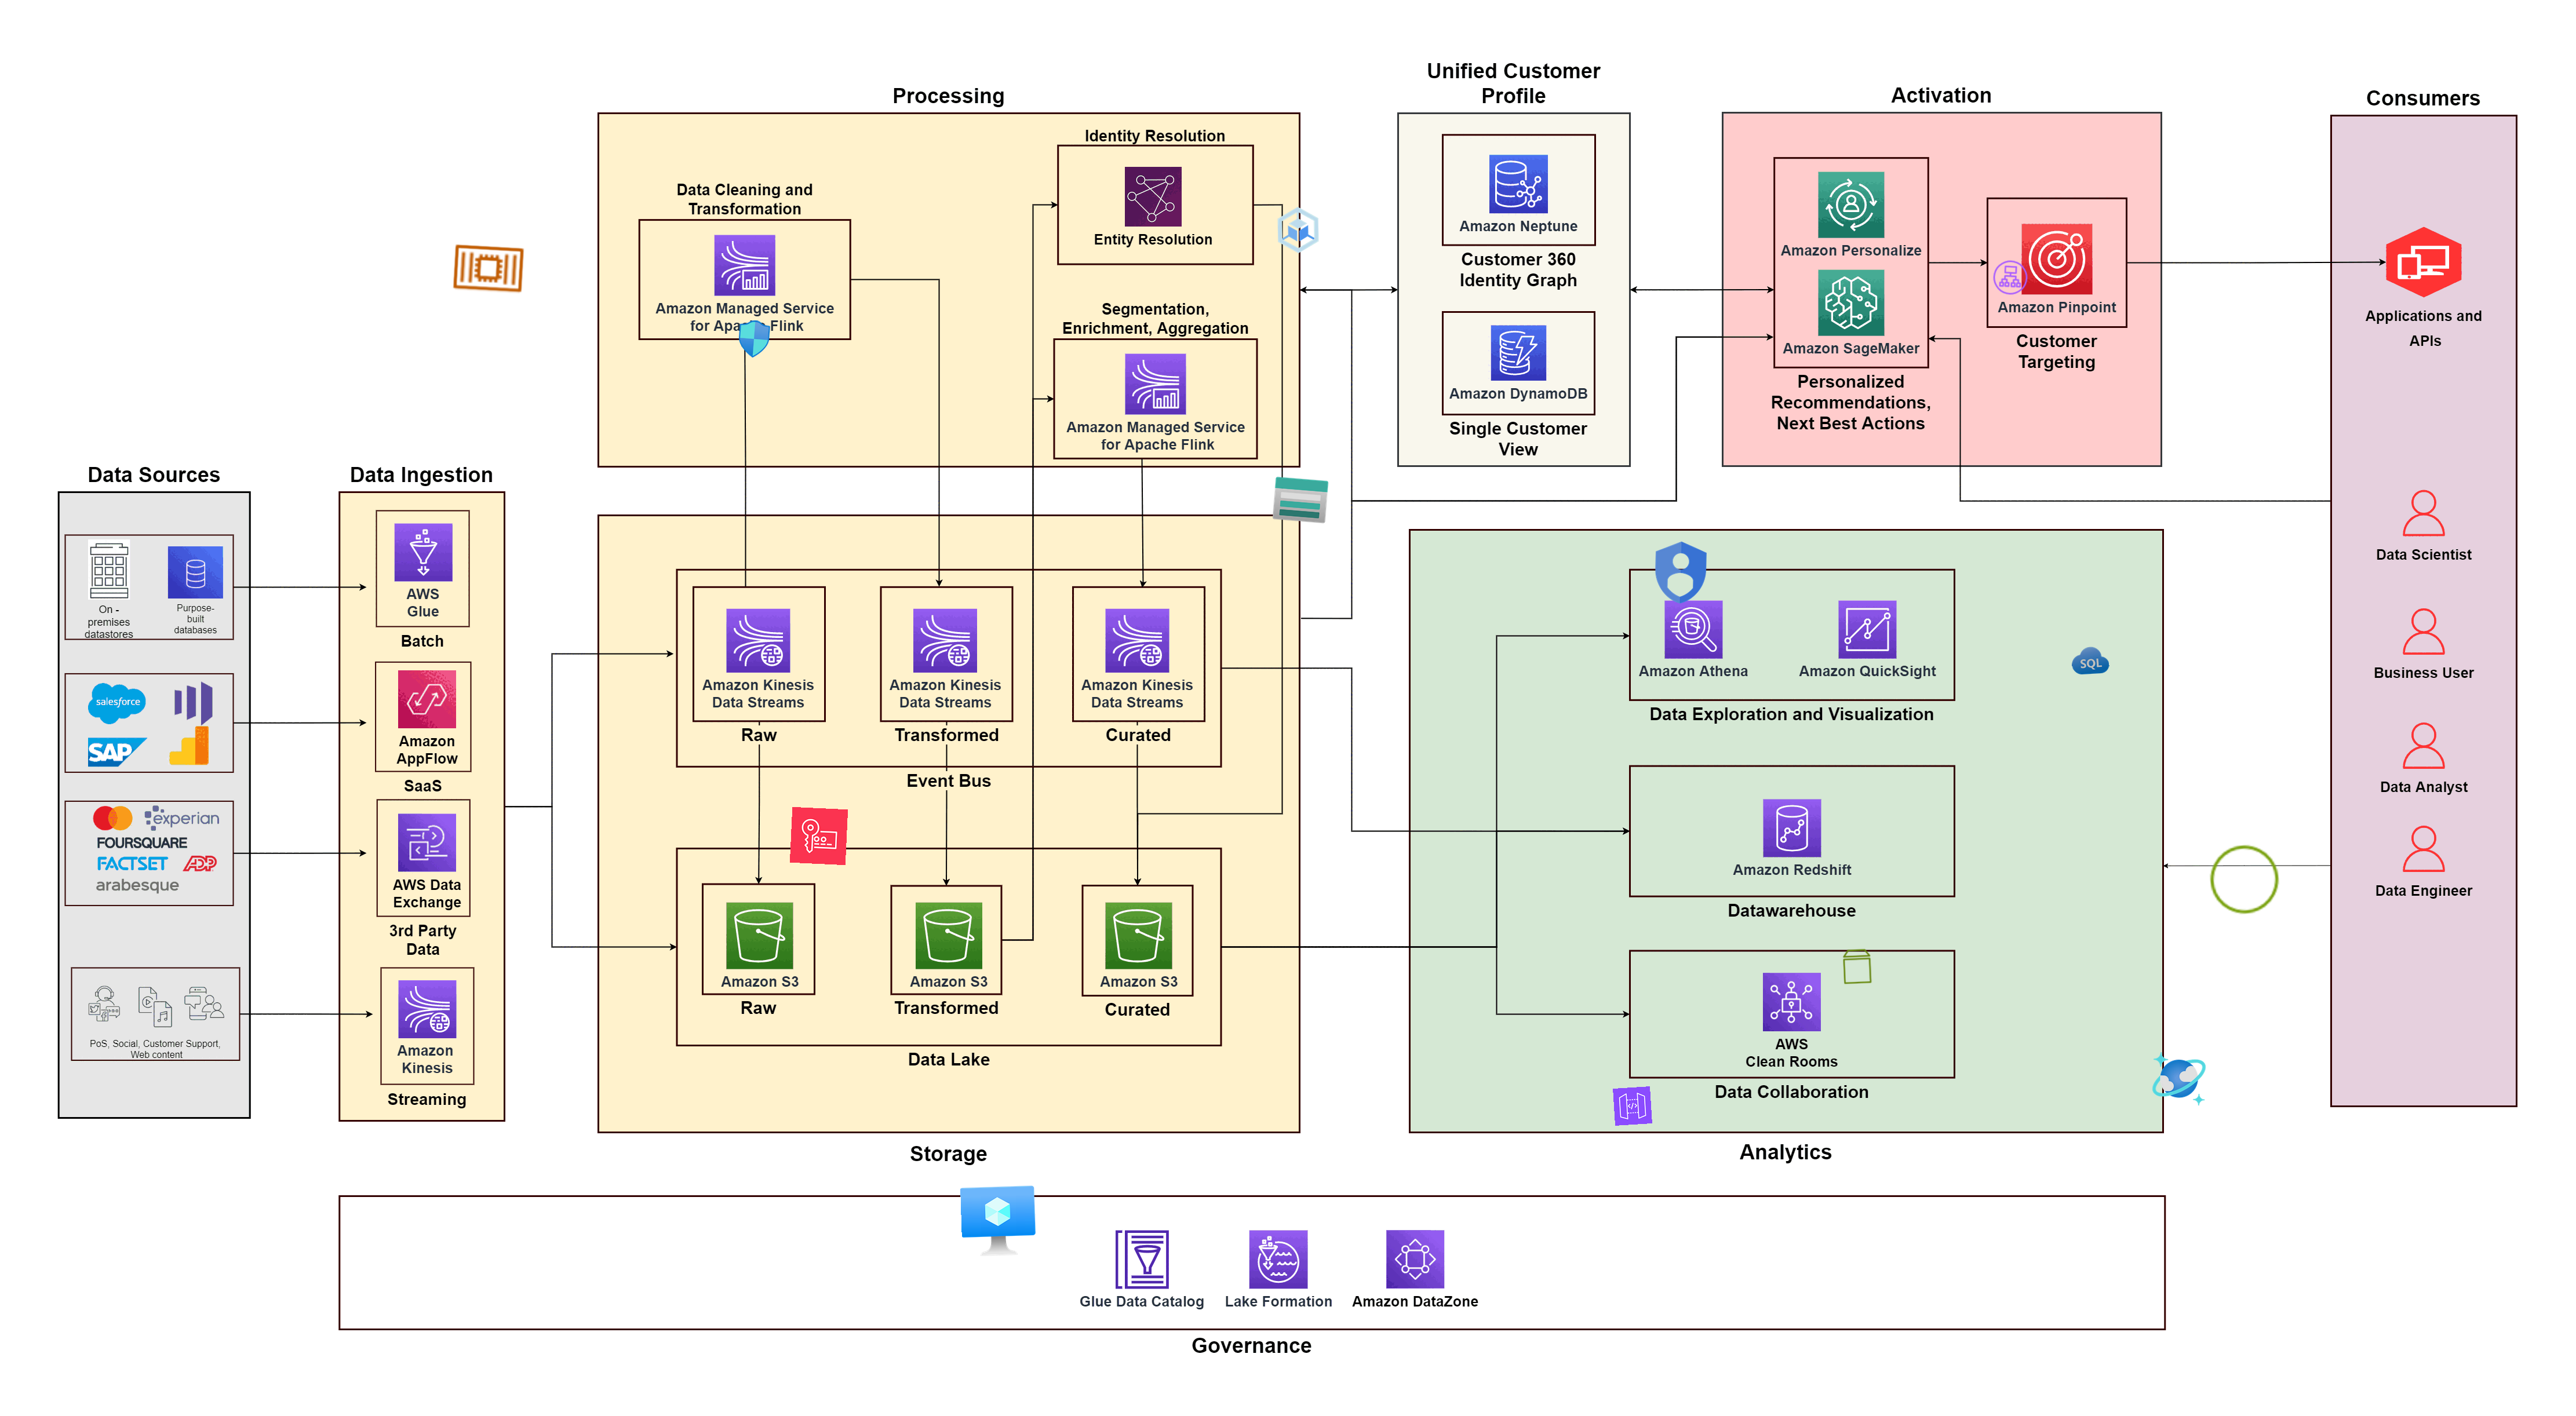 Processing
Unified Customer
Profile
Activation
Consumers
Identity Resolution
Entity Resolution
Data Cleaning and
Transformation
Amazon Managed Service
for Apache Flink
Segmentation,
Enrichment, Aggregation
Amazon Managed Service
for Apache Flink
Amazon Neptune
Customer 360
Identity Graph
Amazon DynamoDB
Single Customer
View
Amazon Personalize
Amazon SageMaker
Personalized
Recommendations,
Next Best Actions
Amazon Pinpoint
Customer
Targeting
Applications and
APIs
Data Scientist
Business User
Data Analyst
Data Engineer
Data Sources
On -
premises
datastores
Purpose-
built
databases
salesforce
SAP
experian
FOURSQUARE
FACTSET
ADP
arabesque
PoS, Social, Customer Support,
Web content
Data Ingestion
AWS
Glue
Batch
Amazon
AppFlow
SaaS
AWS Data
Exchange
3rd Party
Data
Amazon
Kinesis
Streaming
Amazon Kinesis
Data Streams
Raw
Amazon Kinesis
Data Streams
Transformed
Amazon Kinesis
Data Streams
Curated
Event Bus
Amazon S3
Raw
Amazon S3
Transformed
Amazon S3
Curated
Data Lake
Storage
Amazon Athena
Amazon QuickSight
Data Exploration and Visualization
SQL
Amazon Redshift
Datawarehouse
AWS
Clean Rooms
Data Collaboration
Analytics
Glue Data Catalog
Lake Formation
Amazon DataZone
Governance